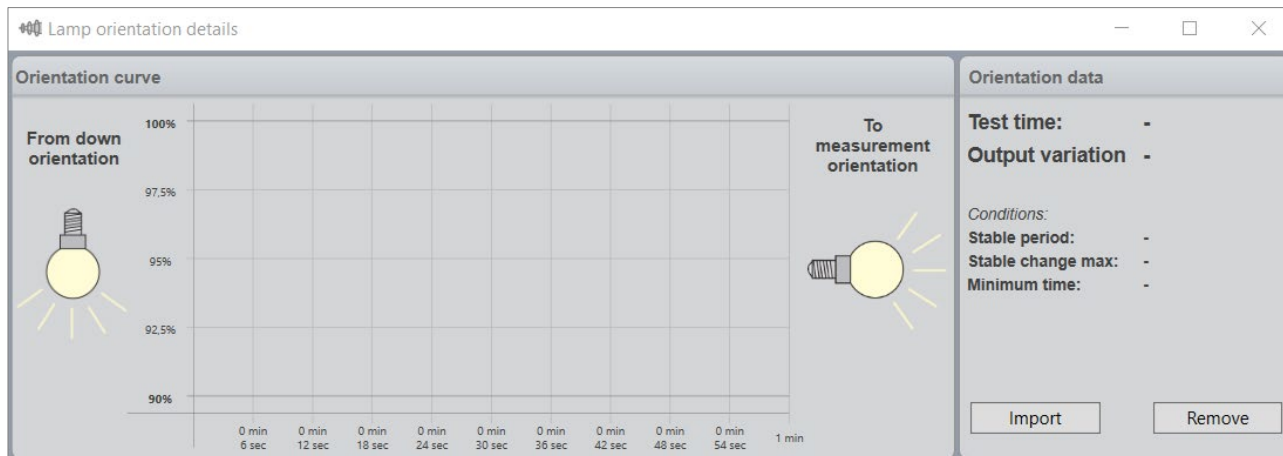 Lamp orientation details
Orientation curve
From down
orientation
100%
97,5%
95%
92,5%
90%
0 min
6 sec
0 min
12 sec
0 min
18 sec
0 min
24 sec
0 min
30 sec
0 min
36 sec
0 min
42 sec
0 min
48 sec
0 min
54 sec
1 min
To
measurement
orientation
Orientation data
Test time: -
Output variation -
Conditions:
Stable period: -
Stable change max: -
Minimum time: -
Import
Remove